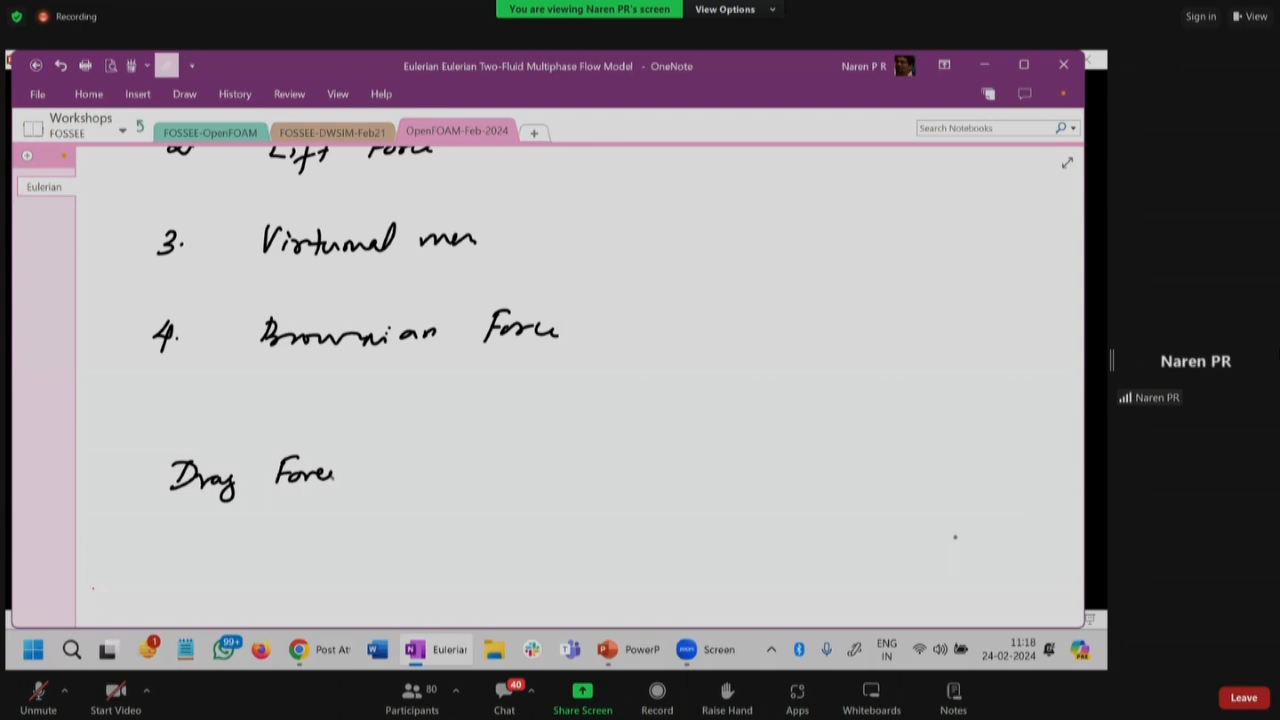 Recording
You are viewing Naren PR's screen View Options
Sign in View
Eulerian Eulerian Two-Fluid Multiphase Flow Model - OneNote
Naren P R
File Home Insert Draw History Review View Help
Workshops
FOSSEE
FOSSEE-OpenFOAM FOSSEE-DWSIM-Feb21 OpenFOAM-Feb-2024
Search Notebooks
Eulerian
Lift Force
3. Virtumal
4. Brownian Force
Drag Force
Naren PR
Naren PR
1 99+ Post At Eulerian PowerP Screen
ENG
IN
11:18
24-02-2024
Unmute Start Video
80
Participants
40
Chat
Share Screen Record Raise Hand Apps Whiteboards Notes
Leave